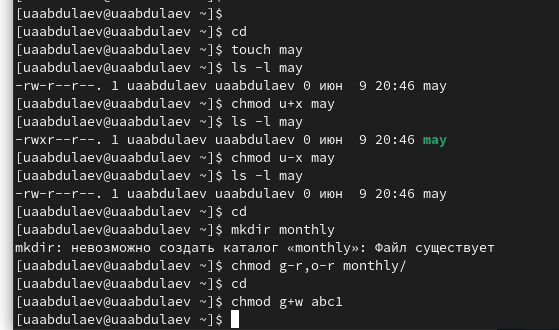 [uaabdulaev@uaabdulaev ~]$
[uaabdulaev@uaabdulaev ~]$ cd
[uaabdulaev@uaabdulaev ~]$ touch may
[uaabdulaev@uaabdulaev ~]$ ls -l may
-rw-r--r--. 1 uaabdulaev uaabdulaev 0 июн  9 20:46 may
[uaabdulaev@uaabdulaev ~]$ chmod u+x may
[uaabdulaev@uaabdulaev ~]$ ls -l may
-rwxr--r--. 1 uaabdulaev uaabdulaev 0 июн  9 20:46 may
[uaabdulaev@uaabdulaev ~]$ chmod u-x may
[uaabdulaev@uaabdulaev ~]$ ls -l may
-rw-r--r--. 1 uaabdulaev uaabdulaev 0 июн  9 20:46 may
[uaabdulaev@uaabdulaev ~]$ cd
[uaabdulaev@uaabdulaev ~]$ mkdir monthly
mkdir: невозможно создать каталог «monthly»: Файл существует
[uaabdulaev@uaabdulaev ~]$ chmod g-r,o-r monthly/
[uaabdulaev@uaabdulaev ~]$ cd
[uaabdulaev@uaabdulaev ~]$ chmod g+w abc1
[uaabdulaev@uaabdulaev ~]$